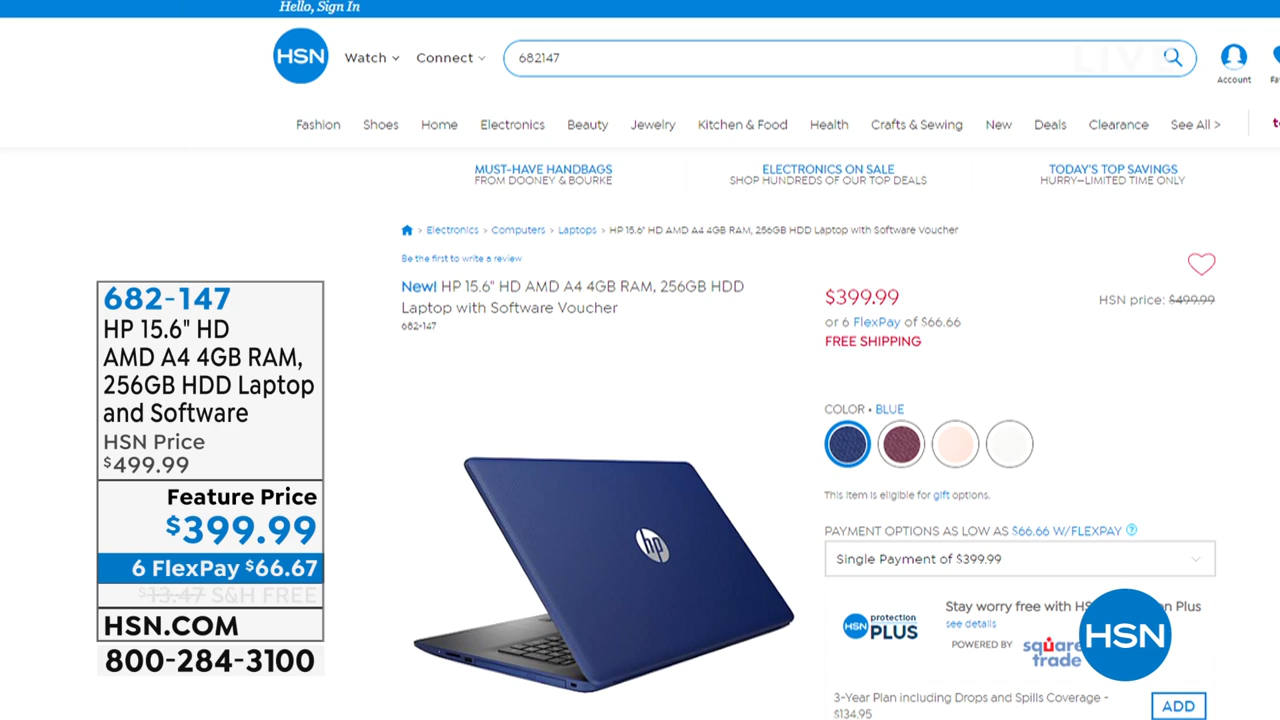 Hello, Sign In
HSN
Watch
Connect
682147
LIVE
Account
Fashion
Shoes
Home
Electronics
Beauty
Jewelry
Kitchen & Food
Health
Crafts & Sewing
New
Deals
Clearance
See All >
MUST-HAVE HANDBAGS
FROM DOONEY & BOURKE
ELECTRONICS ON SALE
SHOP HUNDREDS OF OUR TOP DEALS
TODAY'S TOP SAVINGS
HURRY–LIMITED TIME ONLY
> Electronics > Computers > Laptops > HP 15.6" HD AMD A4 4GB RAM, 256GB HDD Laptop with Software Voucher
Be the first to write a review
New! HP 15.6" HD AMD A4 4GB RAM, 256GB HDD
Laptop with Software Voucher
682-147
$399.99
HSN price: $499.99
or 6 FlexPay of $66.66
FREE SHIPPING
COLOR • BLUE
This item is eligible for gift options.
PAYMENT OPTIONS AS LOW AS $66.66 W/FLEXPAY ?
Single Payment of $399.99
HSN protection
PLUS
Stay worry free with HS n Plus
see details
POWERED BY square
trade
HSN
3-Year Plan including Drops and Spills Coverage -
$134.95
ADD
hp
682-147
HP 15.6" HD
AMD A4 4GB RAM,
256GB HDD Laptop
and Software
HSN Price
$499.99
Feature Price
$399.99
6 FlexPay $66.67
$13.47 S&H FREE
HSN.COM
800-284-3100